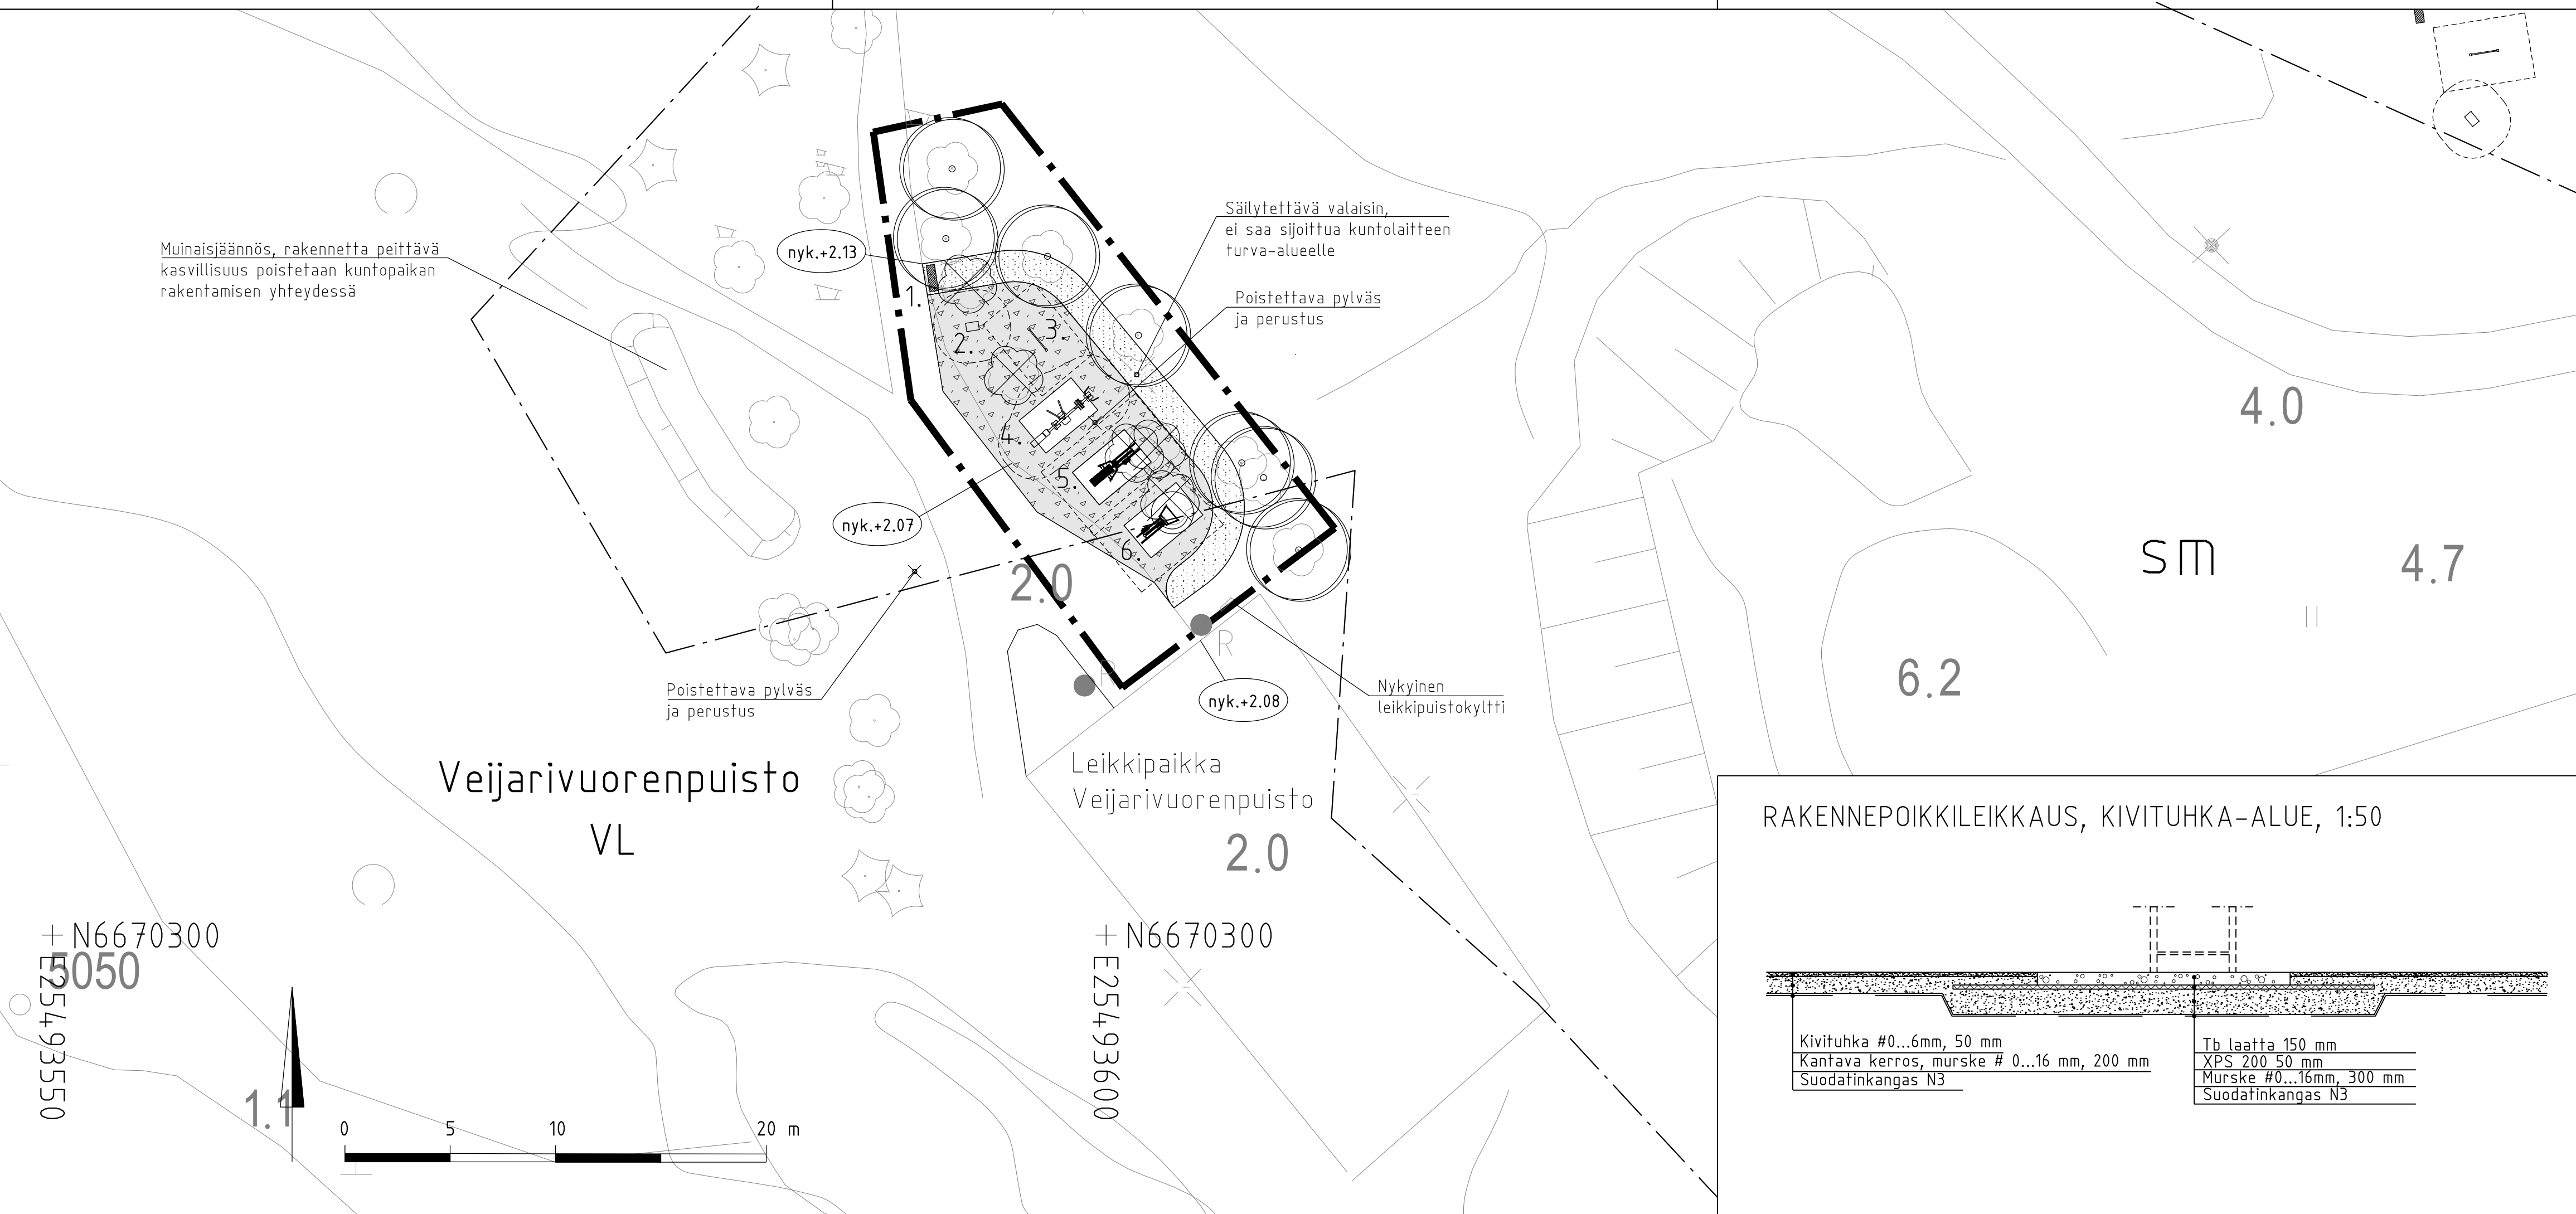 Säilytettävä valaisin,
ei saa sijoittua kuntolaitteen
turva-alueelle
Muinaisjäännös, rakennetta peittävä
kasvillisuus poistetaan kuntopaikan
rakentamisen yhteydessä
nyk.+2.13
1.
Poistettava pylväs
ja perustus
2.
3.
4.
5.
6.
nyk.+2.07
2.0
4.0
SM
4.7
6.2
R
R
Poistettava pylväs
ja perustus
nyk.+2.08
Nykyinen
leikkipuistokyltti
Veijarivuorenpuisto
VL
Leikkipaikka
Veijarivuorenpuisto
2.0
N6670300
E25493550
5050
N6670300
E25493600
1.1
0 5 10 20 m
RAKENNEPOIKKILEIKKAUS, KIVITUHKA-ALUE, 1:50
Kivituhka #0...6mm, 50 mm
Kantava kerros, murske # 0...16 mm, 200 mm
Suodatinkangas N3
Tb laatta 150 mm
XPS 200 50 mm
Murske #0...16mm, 300 mm
Suodatinkangas N3